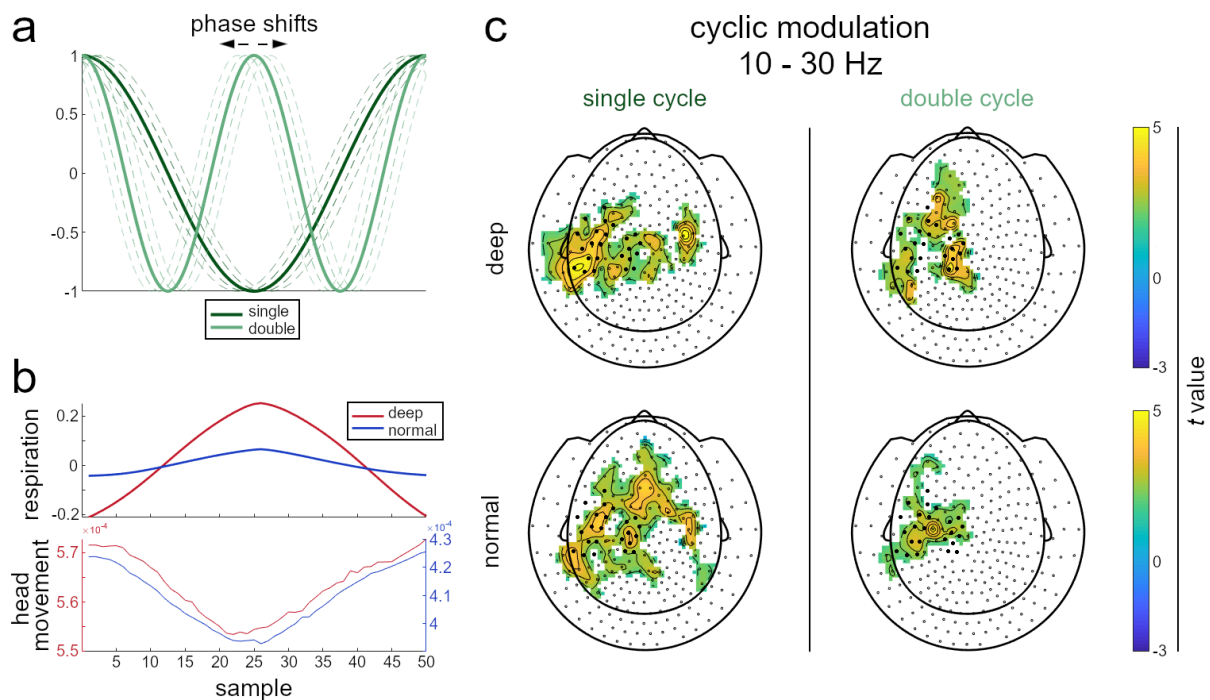 a
phase shifts
1
0.5
0
-0.5
-1
single
double
b
respiration
0.2
0
-0.2
deep
normal
head
movement
×10⁻⁴
5.7
5.6
5.5
×10⁻⁴
4.3
4.2
4.1
4
5 10 15 20 25 30 35 40 45 50
sample
c
cyclic modulation
10 - 30 Hz
single cycle
double cycle
deep
normal
5
0
-3
5
0
-3
t value